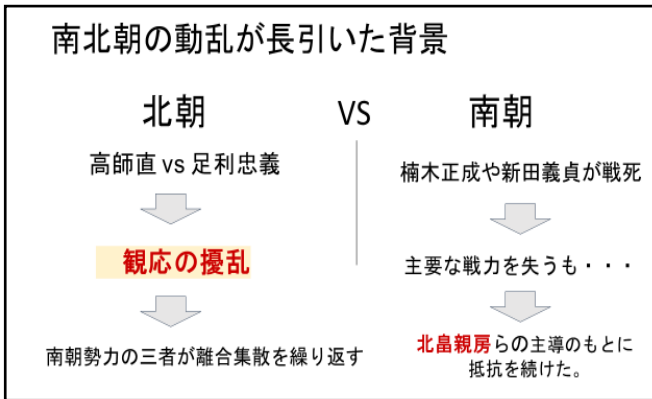 南北朝の動乱が長引いた背景
北朝
VS
南朝
高師直 vs 足利忠義
観応の擾乱
南朝勢力の三者が離合集散を繰り返す
楠木正成や新田義貞が戦死
主要な戦力を失うも・・・
北畠親房らの主導のもとに
抵抗を続けた。